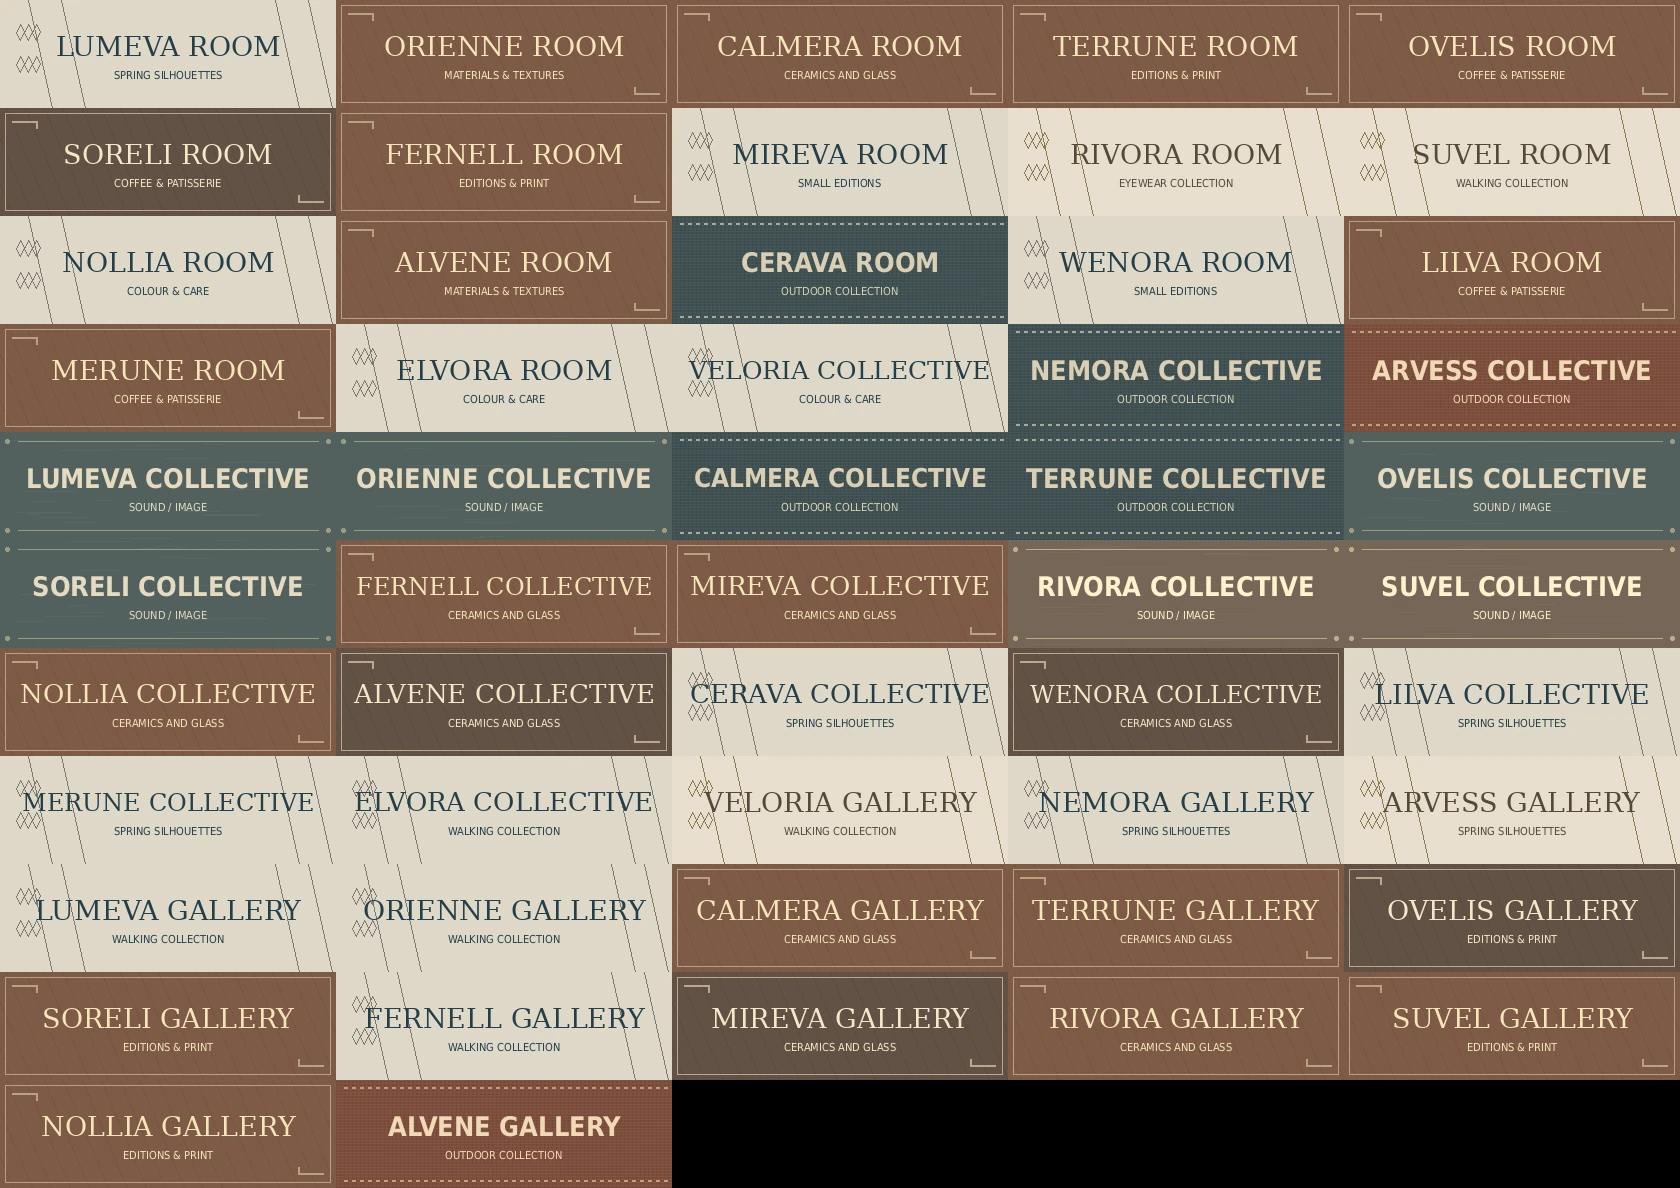 LUMEVA ROOM
SPRING SILHOUETTES
ORIENNE ROOM
MATERIALS & TEXTURES
CALMERA ROOM
CERAMICS AND GLASS
TERRUNE ROOM
EDITIONS & PRINT
OVELIS ROOM
COFFEE & PATISSERIE
SORELI ROOM
COFFEE & PATISSERIE
FERNELL ROOM
EDITIONS & PRINT
MIREVA ROOM
SMALL EDITIONS
RIVORA ROOM
EYEWEAR COLLECTION
SUVEL ROOM
WALKING COLLECTION
NOLLIA ROOM
COLOUR & CARE
ALVENE ROOM
MATERIALS & TEXTURES
CERAVA ROOM
OUTDOOR COLLECTION
WENORA ROOM
SMALL EDITIONS
LILVA ROOM
COFFEE & PATISSERIE
MERUNE ROOM
COFFEE & PATISSERIE
ELVORA ROOM
COLOUR & CARE
VELORIA COLLECTIVE
COLOUR & CARE
NEMORA COLLECTIVE
OUTDOOR COLLECTION
ARVESS COLLECTIVE
OUTDOOR COLLECTION
LUMEVA COLLECTIVE
SOUND / IMAGE
ORIENNE COLLECTIVE
SOUND / IMAGE
CALMERA COLLECTIVE
OUTDOOR COLLECTION
TERRUNE COLLECTIVE
OUTDOOR COLLECTION
OVELIS COLLECTIVE
SOUND / IMAGE
SORELI COLLECTIVE
SOUND / IMAGE
FERNELL COLLECTIVE
CERAMICS AND GLASS
MIREVA COLLECTIVE
CERAMICS AND GLASS
RIVORA COLLECTIVE
SOUND / IMAGE
SUVEL COLLECTIVE
SOUND / IMAGE
NOLLIA COLLECTIVE
CERAMICS AND GLASS
ALVENE COLLECTIVE
CERAMICS AND GLASS
CERAVA COLLECTIVE
SPRING SILHOUETTES
WENORA COLLECTIVE
CERAMICS AND GLASS
LILVA COLLECTIVE
SPRING SILHOUETTES
MERUNE COLLECTIVE
SPRING SILHOUETTES
ELVORA COLLECTIVE
WALKING COLLECTION
VELORIA GALLERY
WALKING COLLECTION
NEMORA GALLERY
SPRING SILHOUETTES
ARVESS GALLERY
SPRING SILHOUETTES
LUMEVA GALLERY
WALKING COLLECTION
ORIENNE GALLERY
WALKING COLLECTION
CALMERA GALLERY
CERAMICS AND GLASS
TERRUNE GALLERY
CERAMICS AND GLASS
OVELIS GALLERY
EDITIONS & PRINT
SORELI GALLERY
EDITIONS & PRINT
FERNELL GALLERY
WALKING COLLECTION
MIREVA GALLERY
CERAMICS AND GLASS
RIVORA GALLERY
CERAMICS AND GLASS
SUVEL GALLERY
EDITIONS & PRINT
NOLLIA GALLERY
EDITIONS & PRINT
ALVENE GALLERY
OUTDOOR COLLECTION